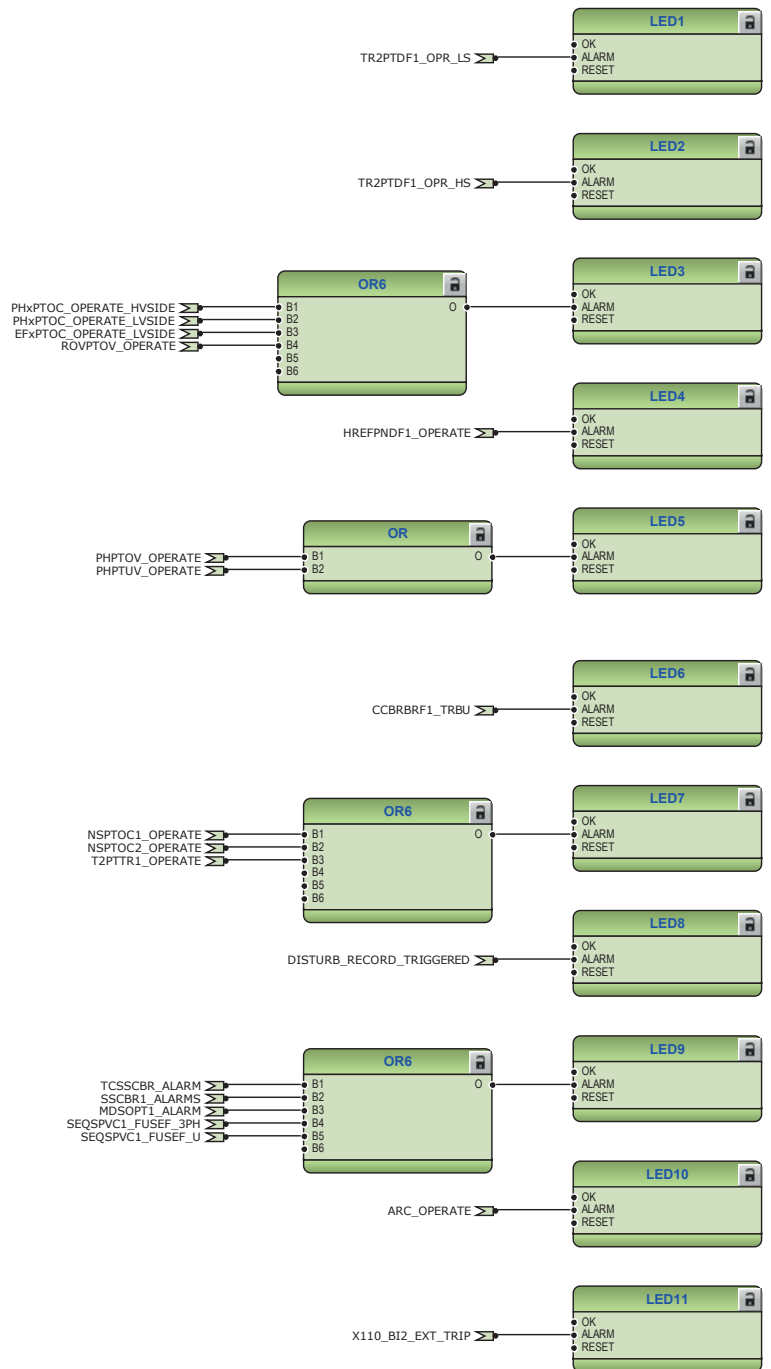 LED1
OK
TR2PTDF1_OPR_LS
ALARM
RESET
LED2
OK
TR2PTDF1_OPR_HS
ALARM
RESET
OR6
LED3
OK
PHxPTOC_OPERATE_HVSIDE
B1
O
ALARM
PHxPTOC_OPERATE_LVSIDE
B2
RESET
EFxPTOC_OPERATE_LVSIDE
B3
ROVPTOV_OPERATE
B4
B5
B6
LED4
OK
HREFPNDF1_OPERATE
ALARM
RESET
OR
LED5
OK
PHPTOV_OPERATE
B1
O
ALARM
PHPTUV_OPERATE
B2
RESET
LED6
OK
CCBRBRF1_TRBU
ALARM
RESET
OR6
LED7
OK
NSPTOC1_OPERATE
B1
O
ALARM
NSPTOC2_OPERATE
B2
RESET
T2PTTR1_OPERATE
B3
B4
B5
B6
LED8
OK
DISTURB_RECORD_TRIGGERED
ALARM
RESET
OR6
LED9
OK
TCSSCBR_ALARM
B1
O
ALARM
SSCBR1_ALARMS
B2
RESET
MDSOPT1_ALARM
B3
SEQSPVC1_FUSEF_3PH
B4
SEQSPVC1_FUSEF_U
B5
B6
LED10
OK
ARC_OPERATE
ALARM
RESET
LED11
OK
X110_BI2_EXT_TRIP
ALARM
RESET